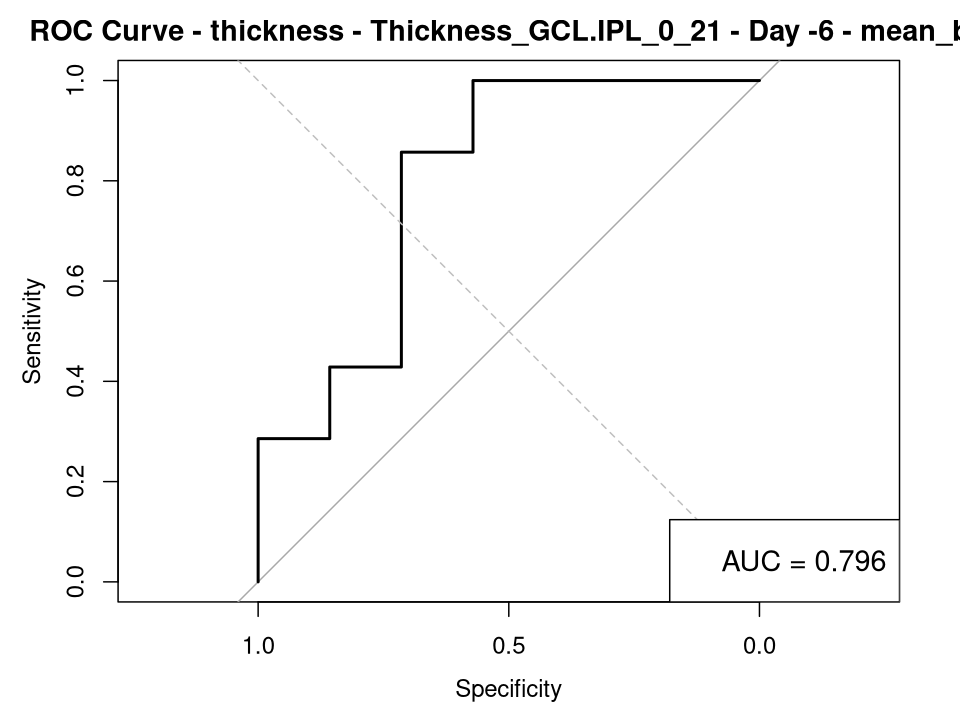 ROC Curve - thickness - Thickness_GCL.IPL_0_21 - Day -6 - mean_b
1.0
0.8
0.6
0.4
0.2
0.0
Sensitivity
AUC = 0.796
1.0 0.5 0.0
Specificity